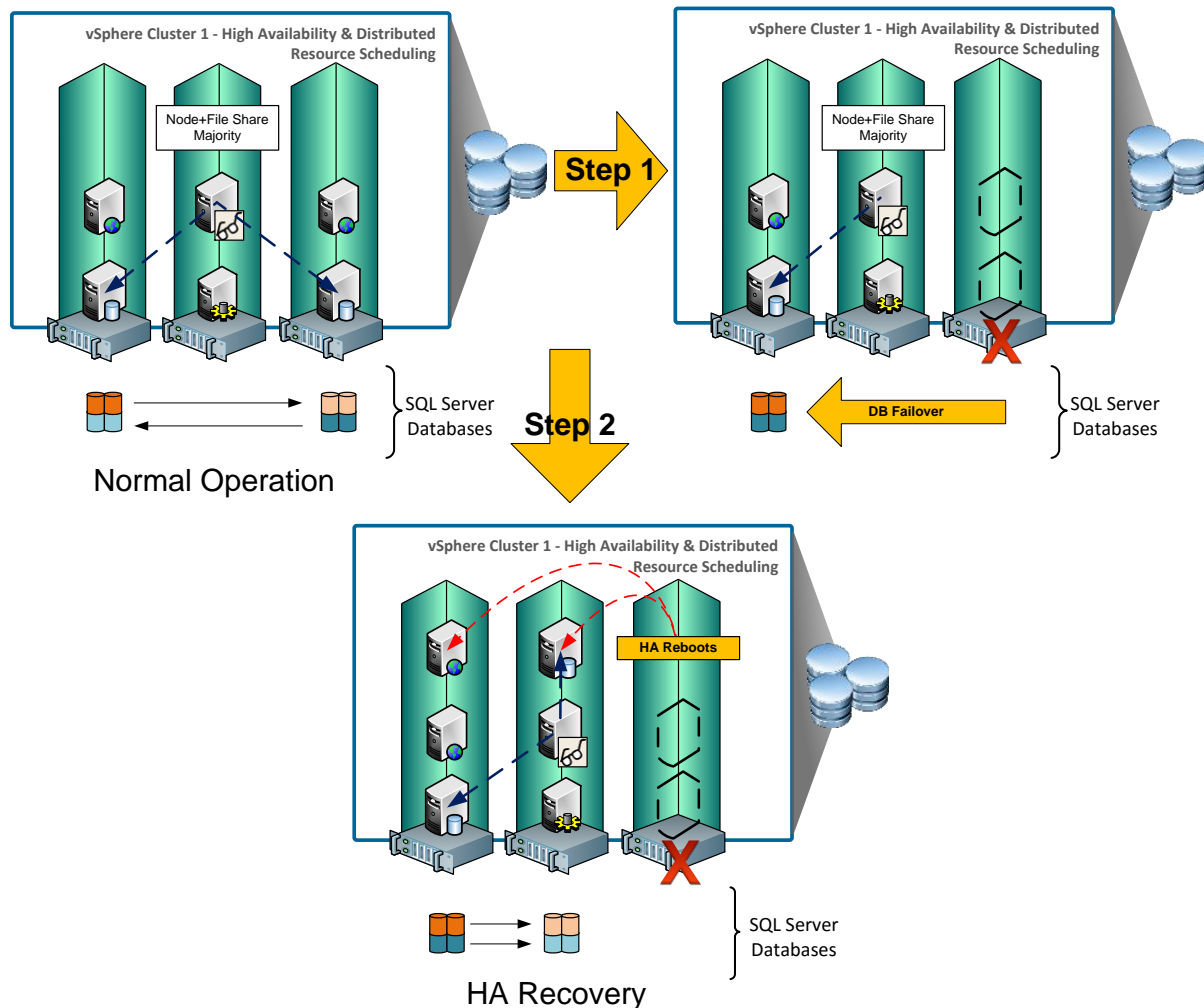 vSphere Cluster 1 - High Availability & Distributed
Resource Scheduling
Node+File Share
Majority
SQL Server
Databases
Normal Operation
Step 1
vSphere Cluster 1 - High Availability & Distributed
Resource Scheduling
Node+File Share
Majority
X
DB Failover
SQL Server
Databases
Step 2
vSphere Cluster 1 - High Availability & Distributed
Resource Scheduling
HA Reboots
X
SQL Server
Databases
HA Recovery